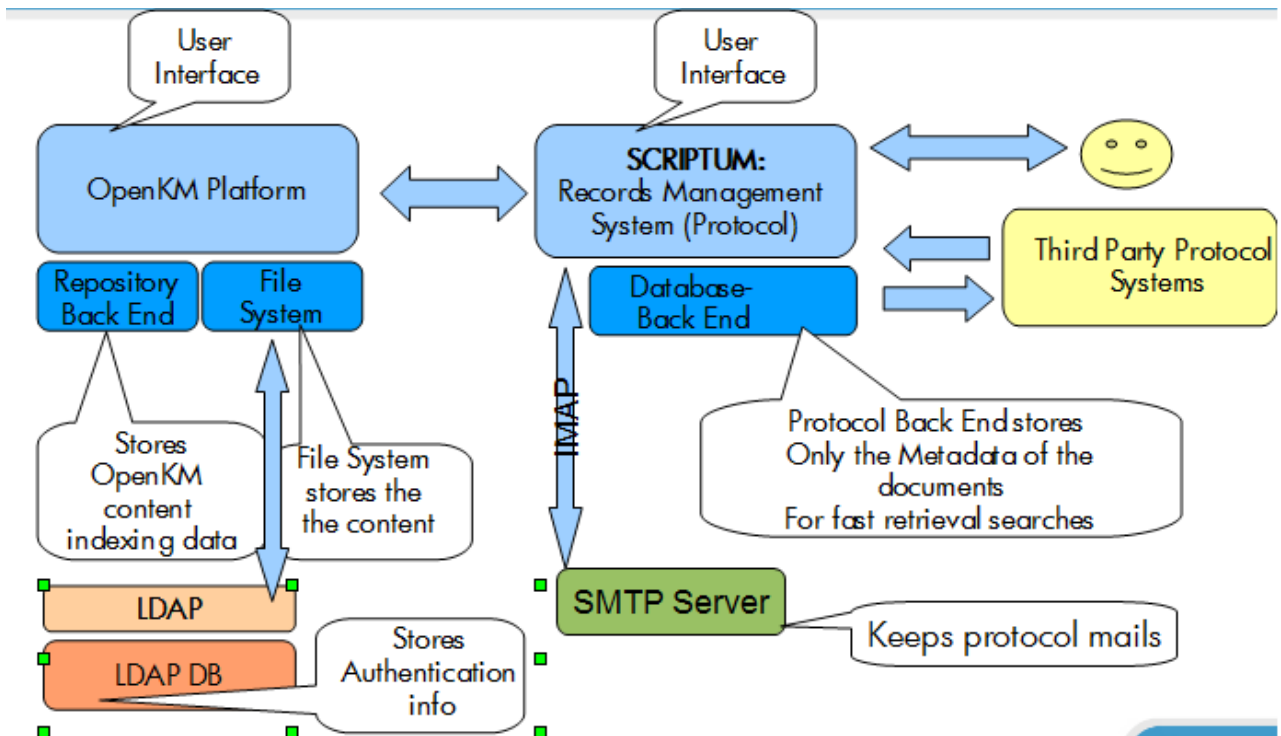 User
Interface
User
Interface
OpenKM Platform
SCRIPTUM:
Records Management
System (Protocol)
Third Party Protocol
Systems
Repository
Back End
File
System
Database-
Back End
IMAP
Stores
OpenKM
content
indexing data
File System
stores the
the content
Protocol Back End stores
Only the Metadata of the
documents
For fast retrieval searches
LDAP
LDAP DB
Stores
Authentication
info
SMTP Server
Keeps protocol mails